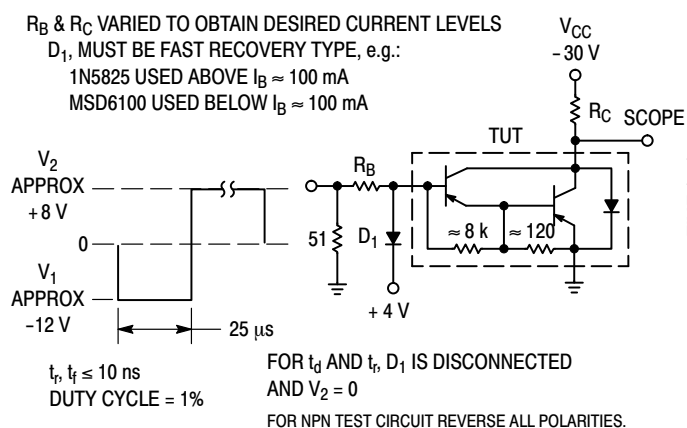 R_B & R_C VARIED TO OBTAIN DESIRED CURRENT LEVELS
D_1, MUST BE FAST RECOVERY TYPE, e.g.:
1N5825 USED ABOVE I_B ≈ 100 mA
MSD6100 USED BELOW I_B ≈ 100 mA
V_CC
- 30 V
R_C
SCOPE
TUT
V_2
APPROX
+ 8 V
0
V_1
APPROX
-12 V
R_B
51
D_1
+ 4 V
≈ 8 k
≈ 120
25 μs
t_r, t_f ≤ 10 ns
DUTY CYCLE = 1%
FOR t_d AND t_r, D_1 IS DISCONNECTED
AND V_2 = 0
FOR NPN TEST CIRCUIT REVERSE ALL POLARITIES.